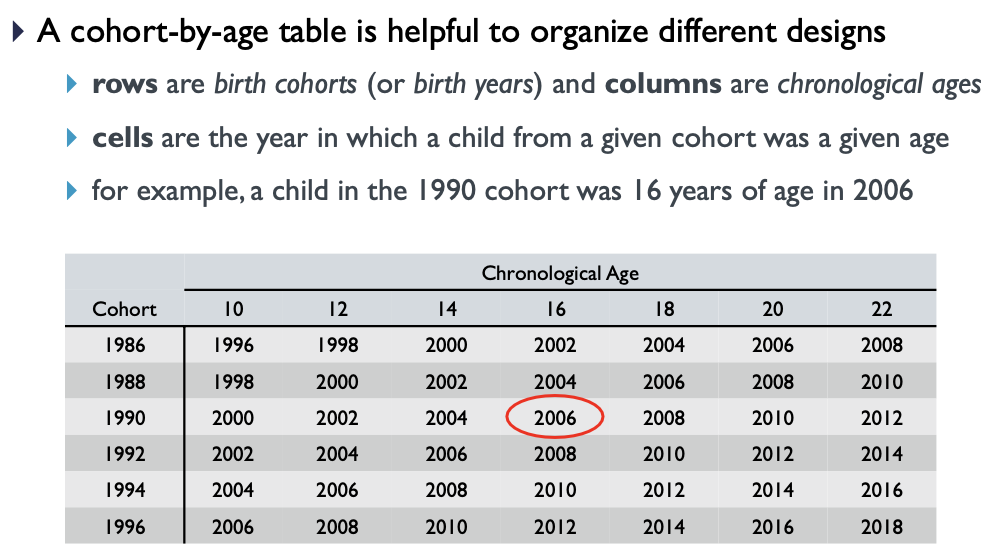 A cohort-by-age table is helpful to organize different designs
rows are birth cohorts (or birth years) and columns are chronological ages
cells are the year in which a child from a given cohort was a given age
for example, a child in the 1990 cohort was 16 years of age in 2006
Chronological Age
Cohort 10 12 14 16 18 20 22
1986 1996 1998 2000 2002 2004 2006 2008
1988 1998 2000 2002 2004 2006 2008 2010
1990 2000 2002 2004 2006 2008 2010 2012
1992 2002 2004 2006 2008 2010 2012 2014
1994 2004 2006 2008 2010 2012 2014 2016
1996 2006 2008 2010 2012 2014 2016 2018